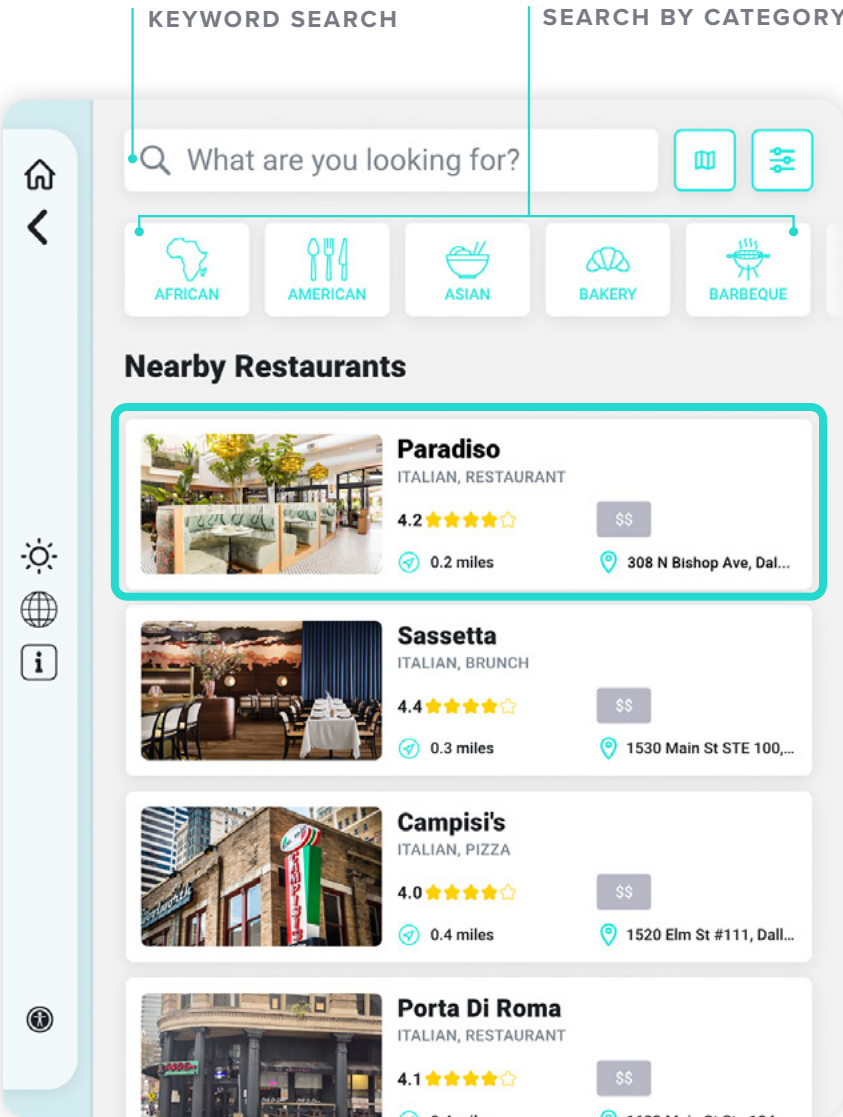 KEYWORD SEARCH
SEARCH BY CATEGORY
What are you looking for?
AFRICAN
AMERICAN
ASIAN
BAKERY
BARBEQUE
Nearby Restaurants
Paradiso
ITALIAN, RESTAURANT
4.2
$$
0.2 miles
308 N Bishop Ave, Dal...
Sassetta
ITALIAN, BRUNCH
4.4
$$
0.3 miles
1530 Main St STE 100,...
Campisi's
ITALIAN, PIZZA
4.0
$$
0.4 miles
1520 Elm St #111, Dall...
CAMPISI'S
Porta Di Roma
ITALIAN, RESTAURANT
4.1
$$